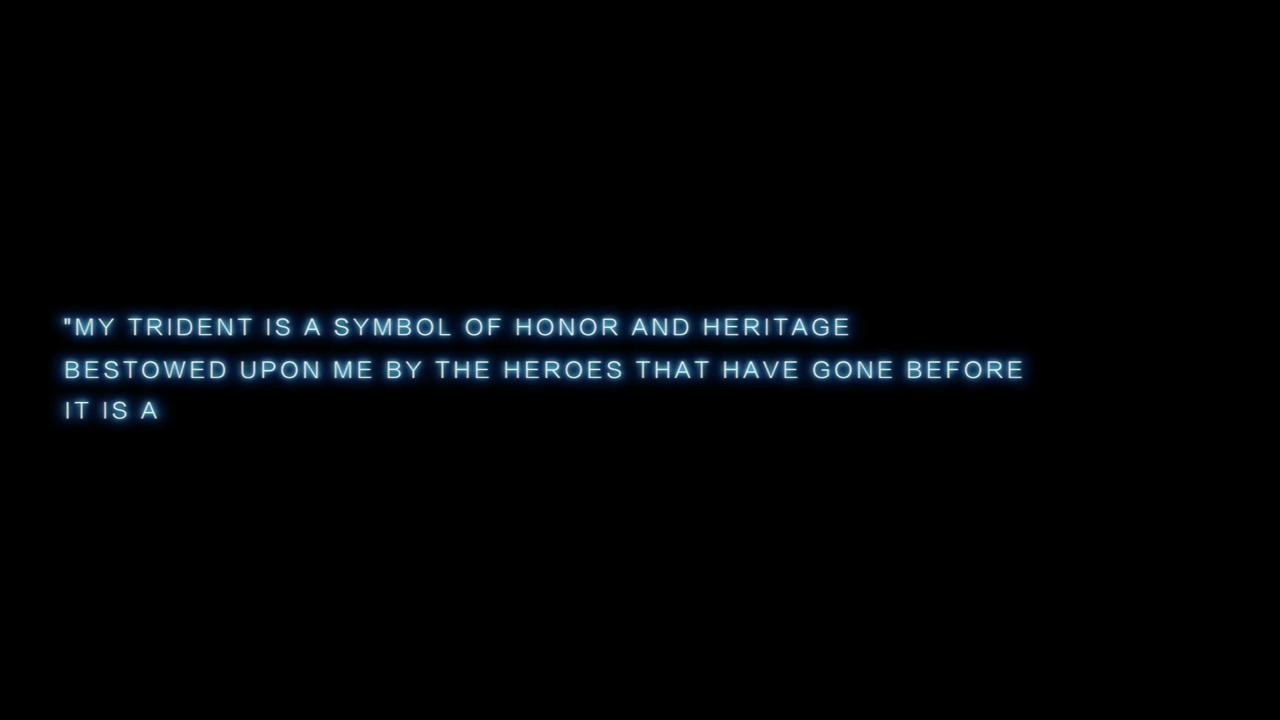 "MY TRIDENT IS A SYMBOL OF HONOR AND HERITAGE
BESTOWED UPON ME BY THE HEROES THAT HAVE GONE BEFORE
IT IS A